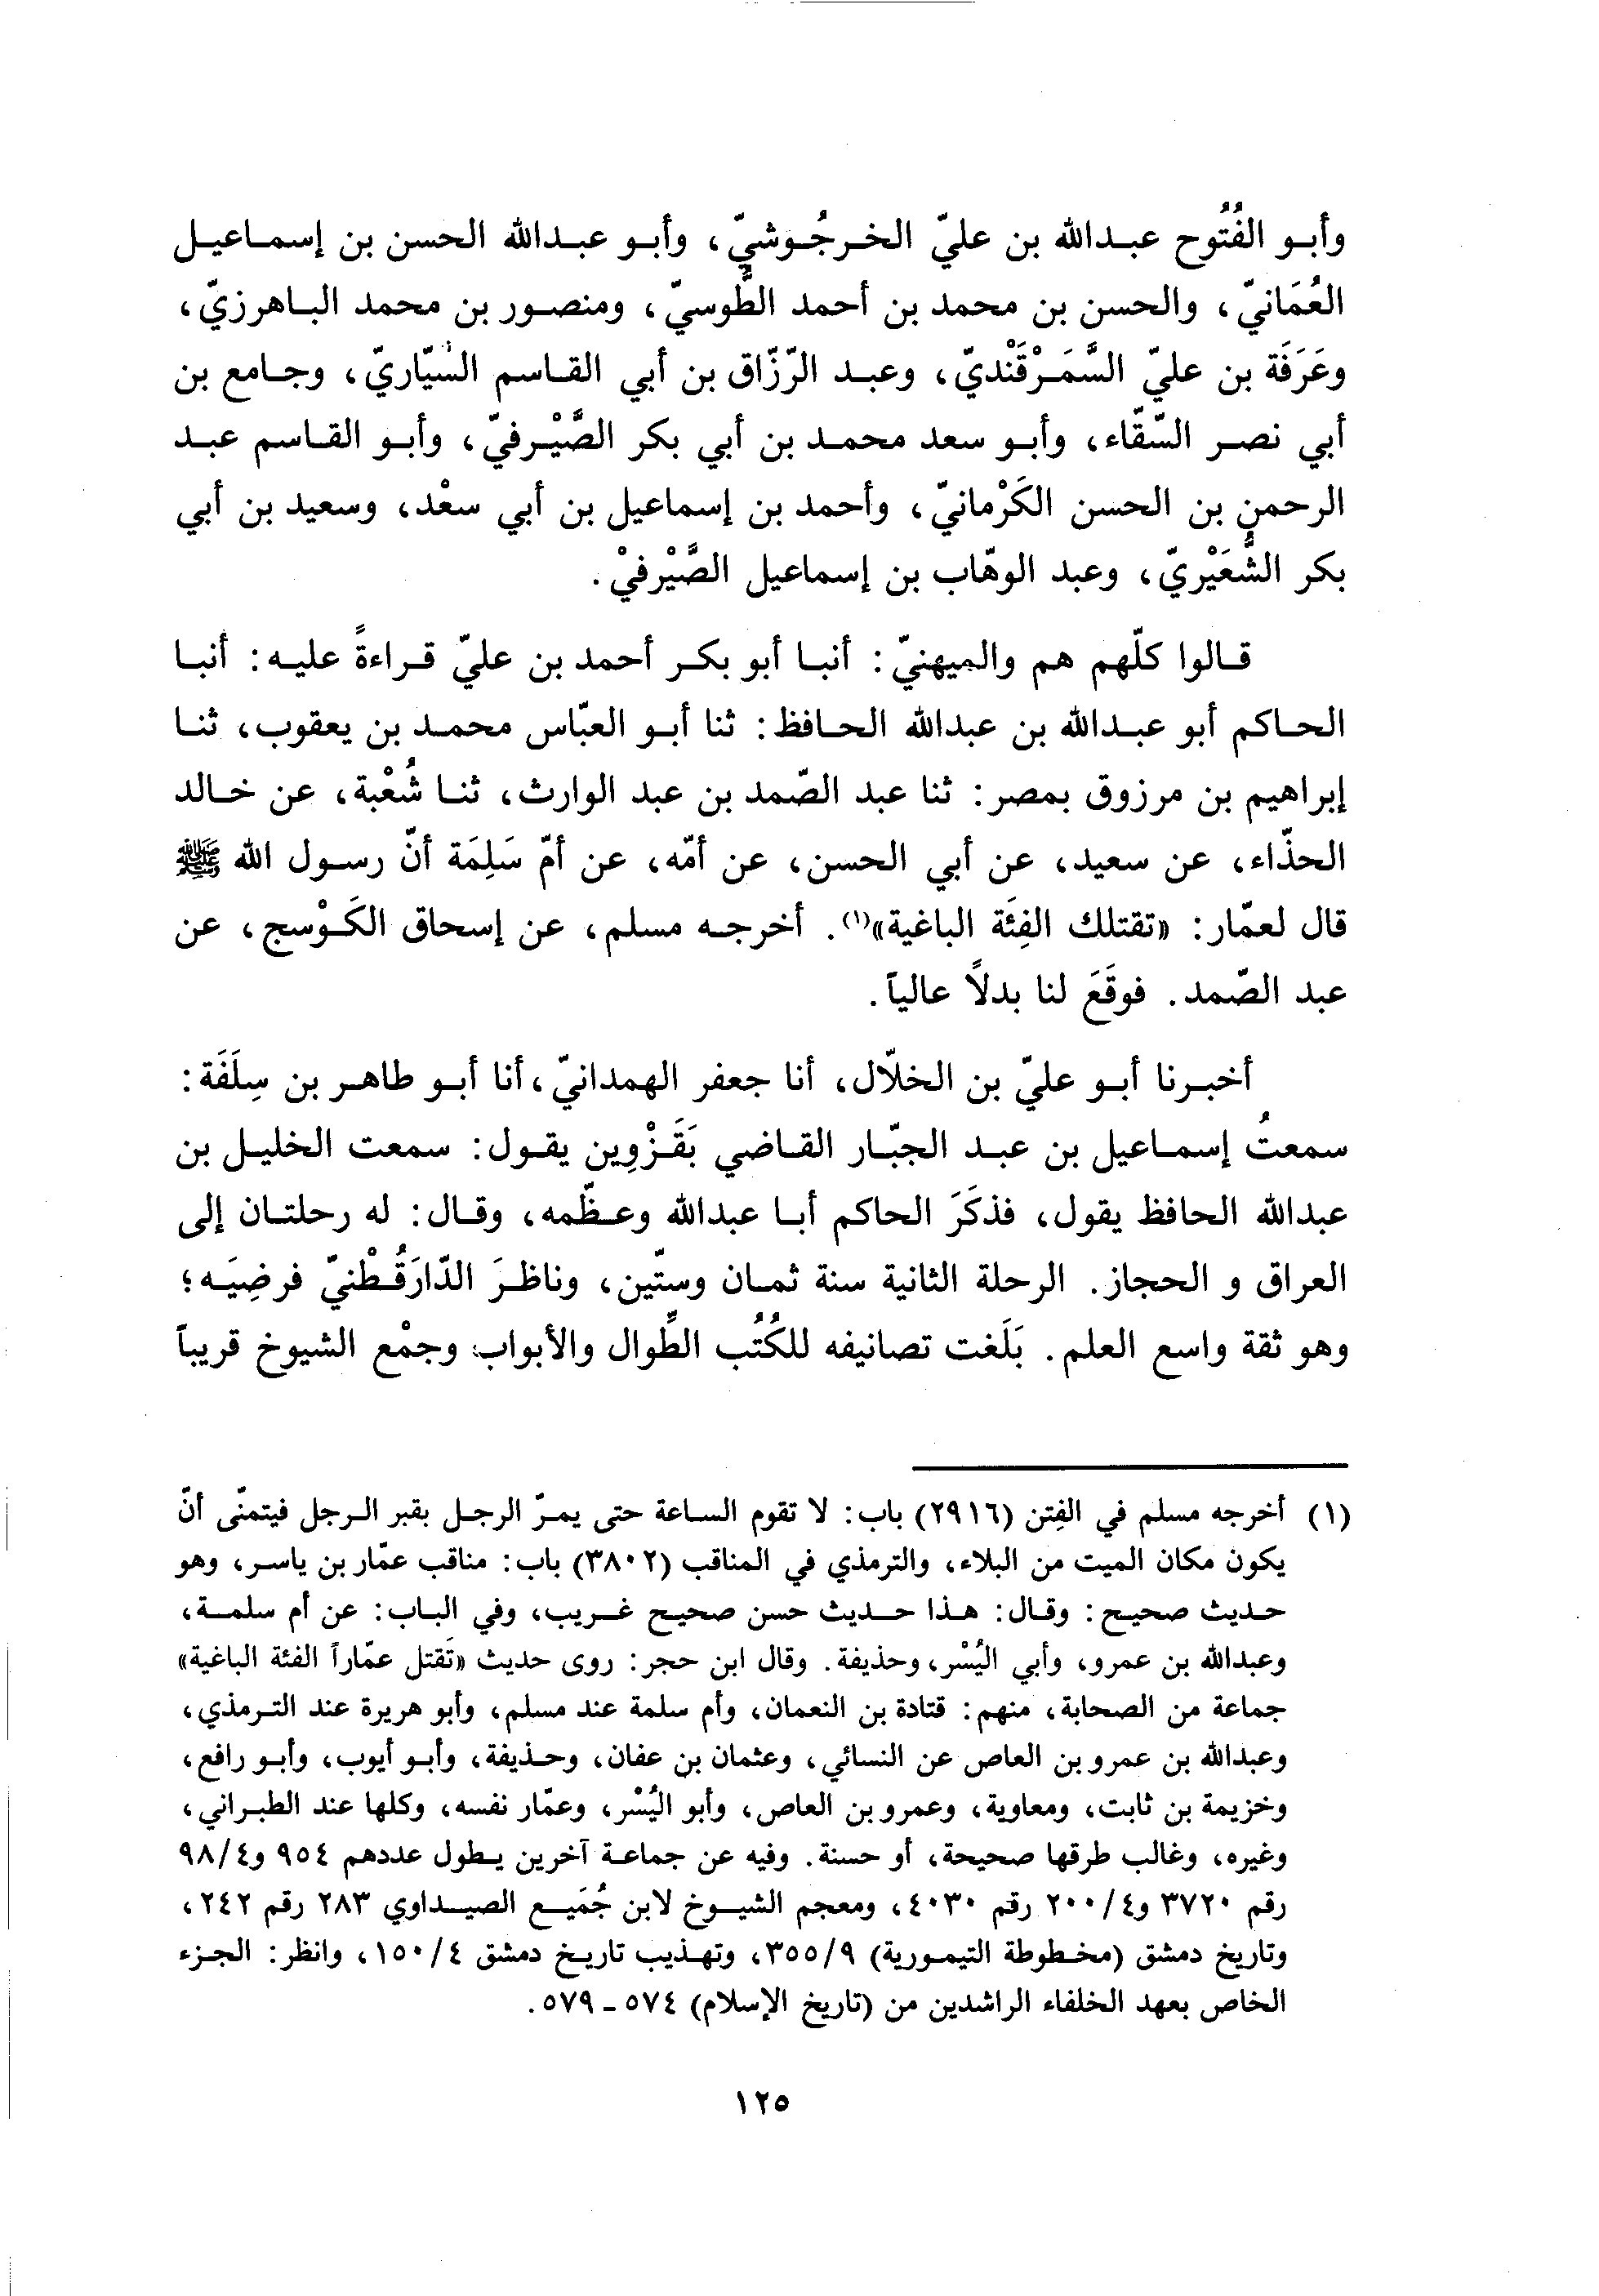 وأبو الفُتُوح عبدالله بن عليّ الخرجُوشيّ، وأبو عبدالله الحسن بن إسماعيل
العُمَانيّ، والحسن بن محمد بن أحمد الطُّوسيّ، ومنصور بن محمد الباهرزيّ،
وعَرَفَة بن عليّ السَّمَرْقَنْديّ، وعبد الرّزّاق بن أبي القاسم السّيّاريّ، وجامع بن
أبي نصر السّقّاء، وأبو سعد محمد بن أبي بكر الصَّيْرفيّ، وأبو القاسم عبد
الرحمن بن الحسن الكَرْمانيّ، وأحمد بن إسماعيل بن أبي سعْد، وسعيد بن أبي
بكر الشُّعَيْريّ، وعبد الوهّاب بن إسماعيل الصَّيْرفيْ.
قالوا كلّهم هم والميهنيّ: أنبا أبو بكر أحمد بن عليّ قراءةً عليه: أنبا
الحاكم أبو عبدالله بن عبدالله الحافظ: ثنا أبو العبّاس محمد بن يعقوب، ثنا
إبراهيم بن مرزوق بمصر: ثنا عبد الصّمد بن عبد الوارث، ثنا شُعْبة، عن خالد
الحذّاء، عن سعيد، عن أبي الحسن، عن أمّه، عن أمّ سَلِمَة أنّ رسول الله ﷺ
قال لعمّار: «تقتلك الفِئَة الباغية»(١). أخرجه مسلم، عن إسحاق الكَوْسج، عن
عبد الصّمد. فوقَعَ لنا بدلاً عالياً.
أخبرنا أبو عليّ بن الخلّال، أنا جعفر الهمدانيّ، أنا أبو طاهر بن سِلَفَة:
سمعتُ إسماعيل بن عبد الجبّار القاضي بَقَزْوِين يقول: سمعت الخليل بن
عبدالله الحافظ يقول، فذكَرَ الحاكم أبا عبدالله وعظّمه، وقال: له رحلتان إلى
العراق و الحجاز. الرحلة الثانية سنة ثمان وستّين، وناظرَ الدّارَقُطْنيّ فرضِيَه؛
وهو ثقة واسع العلم. بَلَغت تصانيفه للكُتُب الطِّوال والأبواب وجمْع الشيوخ قريباً
(١) أخرجه مسلم في الفِتن (٢٩١٦) باب: لا تقوم الساعة حتى يمرّ الرجل بقبر الرجل فيتمنّى أنّ
يكون مكان الميت من البلاء، والترمذي في المناقب (٣٨٠٢) باب: مناقب عمّار بن ياسر، وهو
حديث صحيح: وقال: هذا حديث حسن صحيح غريب، وفي الباب: عن أم سلمة،
وعبدالله بن عمرو، وأبي اليُسْر، وحذيفة. وقال ابن حجر: روى حديث «تَقتل عمّاراً الفئة الباغية»
جماعة من الصحابة، منهم: قتادة بن النعمان، وأم سلمة عند مسلم، وأبو هريرة عند الترمذي،
وعبدالله بن عمرو بن العاص عن النسائي، وعثمان بن عفان، وحذيفة، وأبو أيوب، وأبو رافع،
وخزيمة بن ثابت، ومعاوية، وعمرو بن العاص، وأبو اليُسْر، وعمّار نفسه، وكلها عند الطبراني،
وغيره، وغالب طرقها صحيحة، أو حسنة. وفيه عن جماعة آخرين يطول عددهم ٩٥٤ و٩٨/٤
رقم ٣٧٢٠ و٢٠٠/٤ رقم ٤٠٣٠، ومعجم الشيوخ لابن جُمَيع الصيداوي ٢٨٣ رقم ٢٤٢،
وتاريخ دمشق (مخطوطة التيمورية) ٣٥٥/٩، وتهذيب تاريخ دمشق ١٥٠/٤، وانظر: الجزء
الخاص بعهد الخلفاء الراشدين من (تاريخ الإسلام) ٥٧٤ - ٥٧٩.
١٢٥